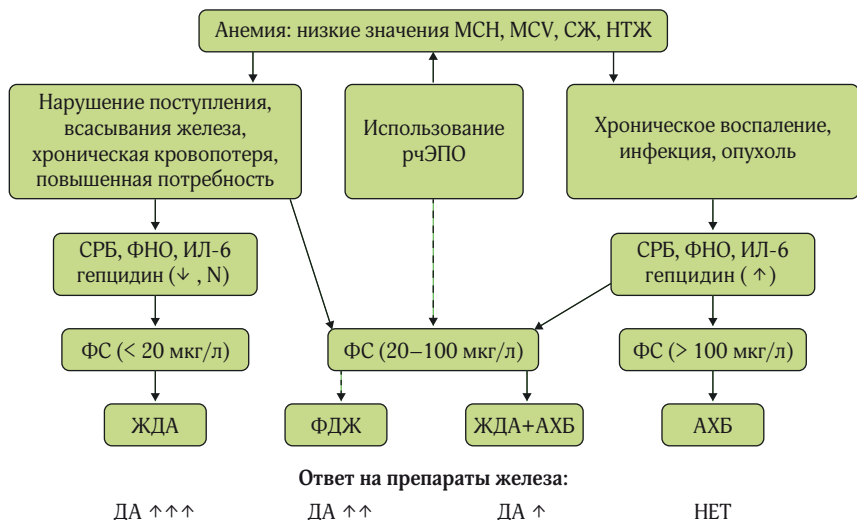 Анемия: низкие значения MCH, MCV, СЖ, НТЖ
Нарушение поступления,
всасывания железа,
хроническая кровопотеря,
повышенная потребность
Использование
рчЭПО
Хроническое воспаление,
инфекция, опухоль
СРБ, ФНО, ИЛ-6
гепцидин (↓ , N)
СРБ, ФНО, ИЛ-6
гепцидин ( ↑)
ФС (< 20 мкг/л)
ФС (20–100 мкг/л)
ФС (> 100 мкг/л)
ЖДА
ФДЖ
ЖДА+АХБ
АХБ
Ответ на препараты железа:
ДА ↑↑↑ ДА ↑↑ ДА ↑ НЕТ